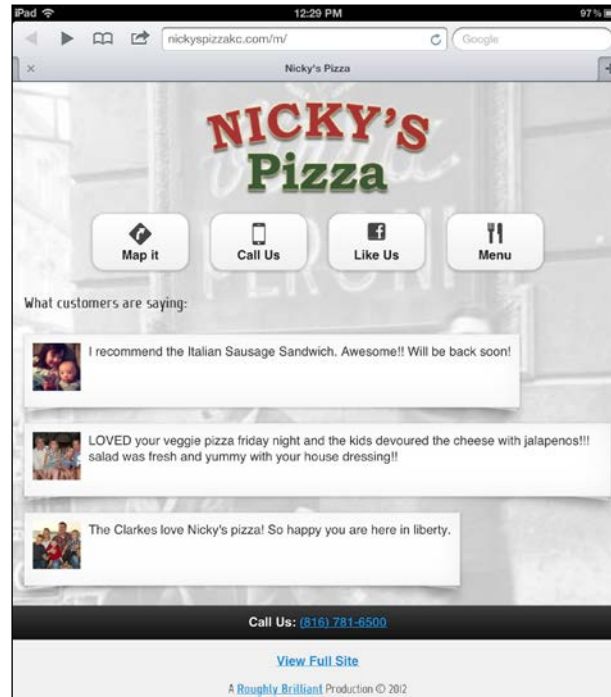 iPad 12:29 PM 97%
nickyspizzakc.com/m/ Google
Nicky's Pizza
NICKY'S
Pizza
Map it Call Us Like Us Menu
What customers are saying:
I recommend the Italian Sausage Sandwich. Awesome!! Will be back soon!
LOVED your veggie pizza friday night and the kids devoured the cheese with jalapenos!!!
salad was fresh and yummy with your house dressing!!
The Clarkes love Nicky's pizza! So happy you are here in liberty.
Call Us: (816) 781-6500
View Full Site
A Roughly Brilliant Production © 2012